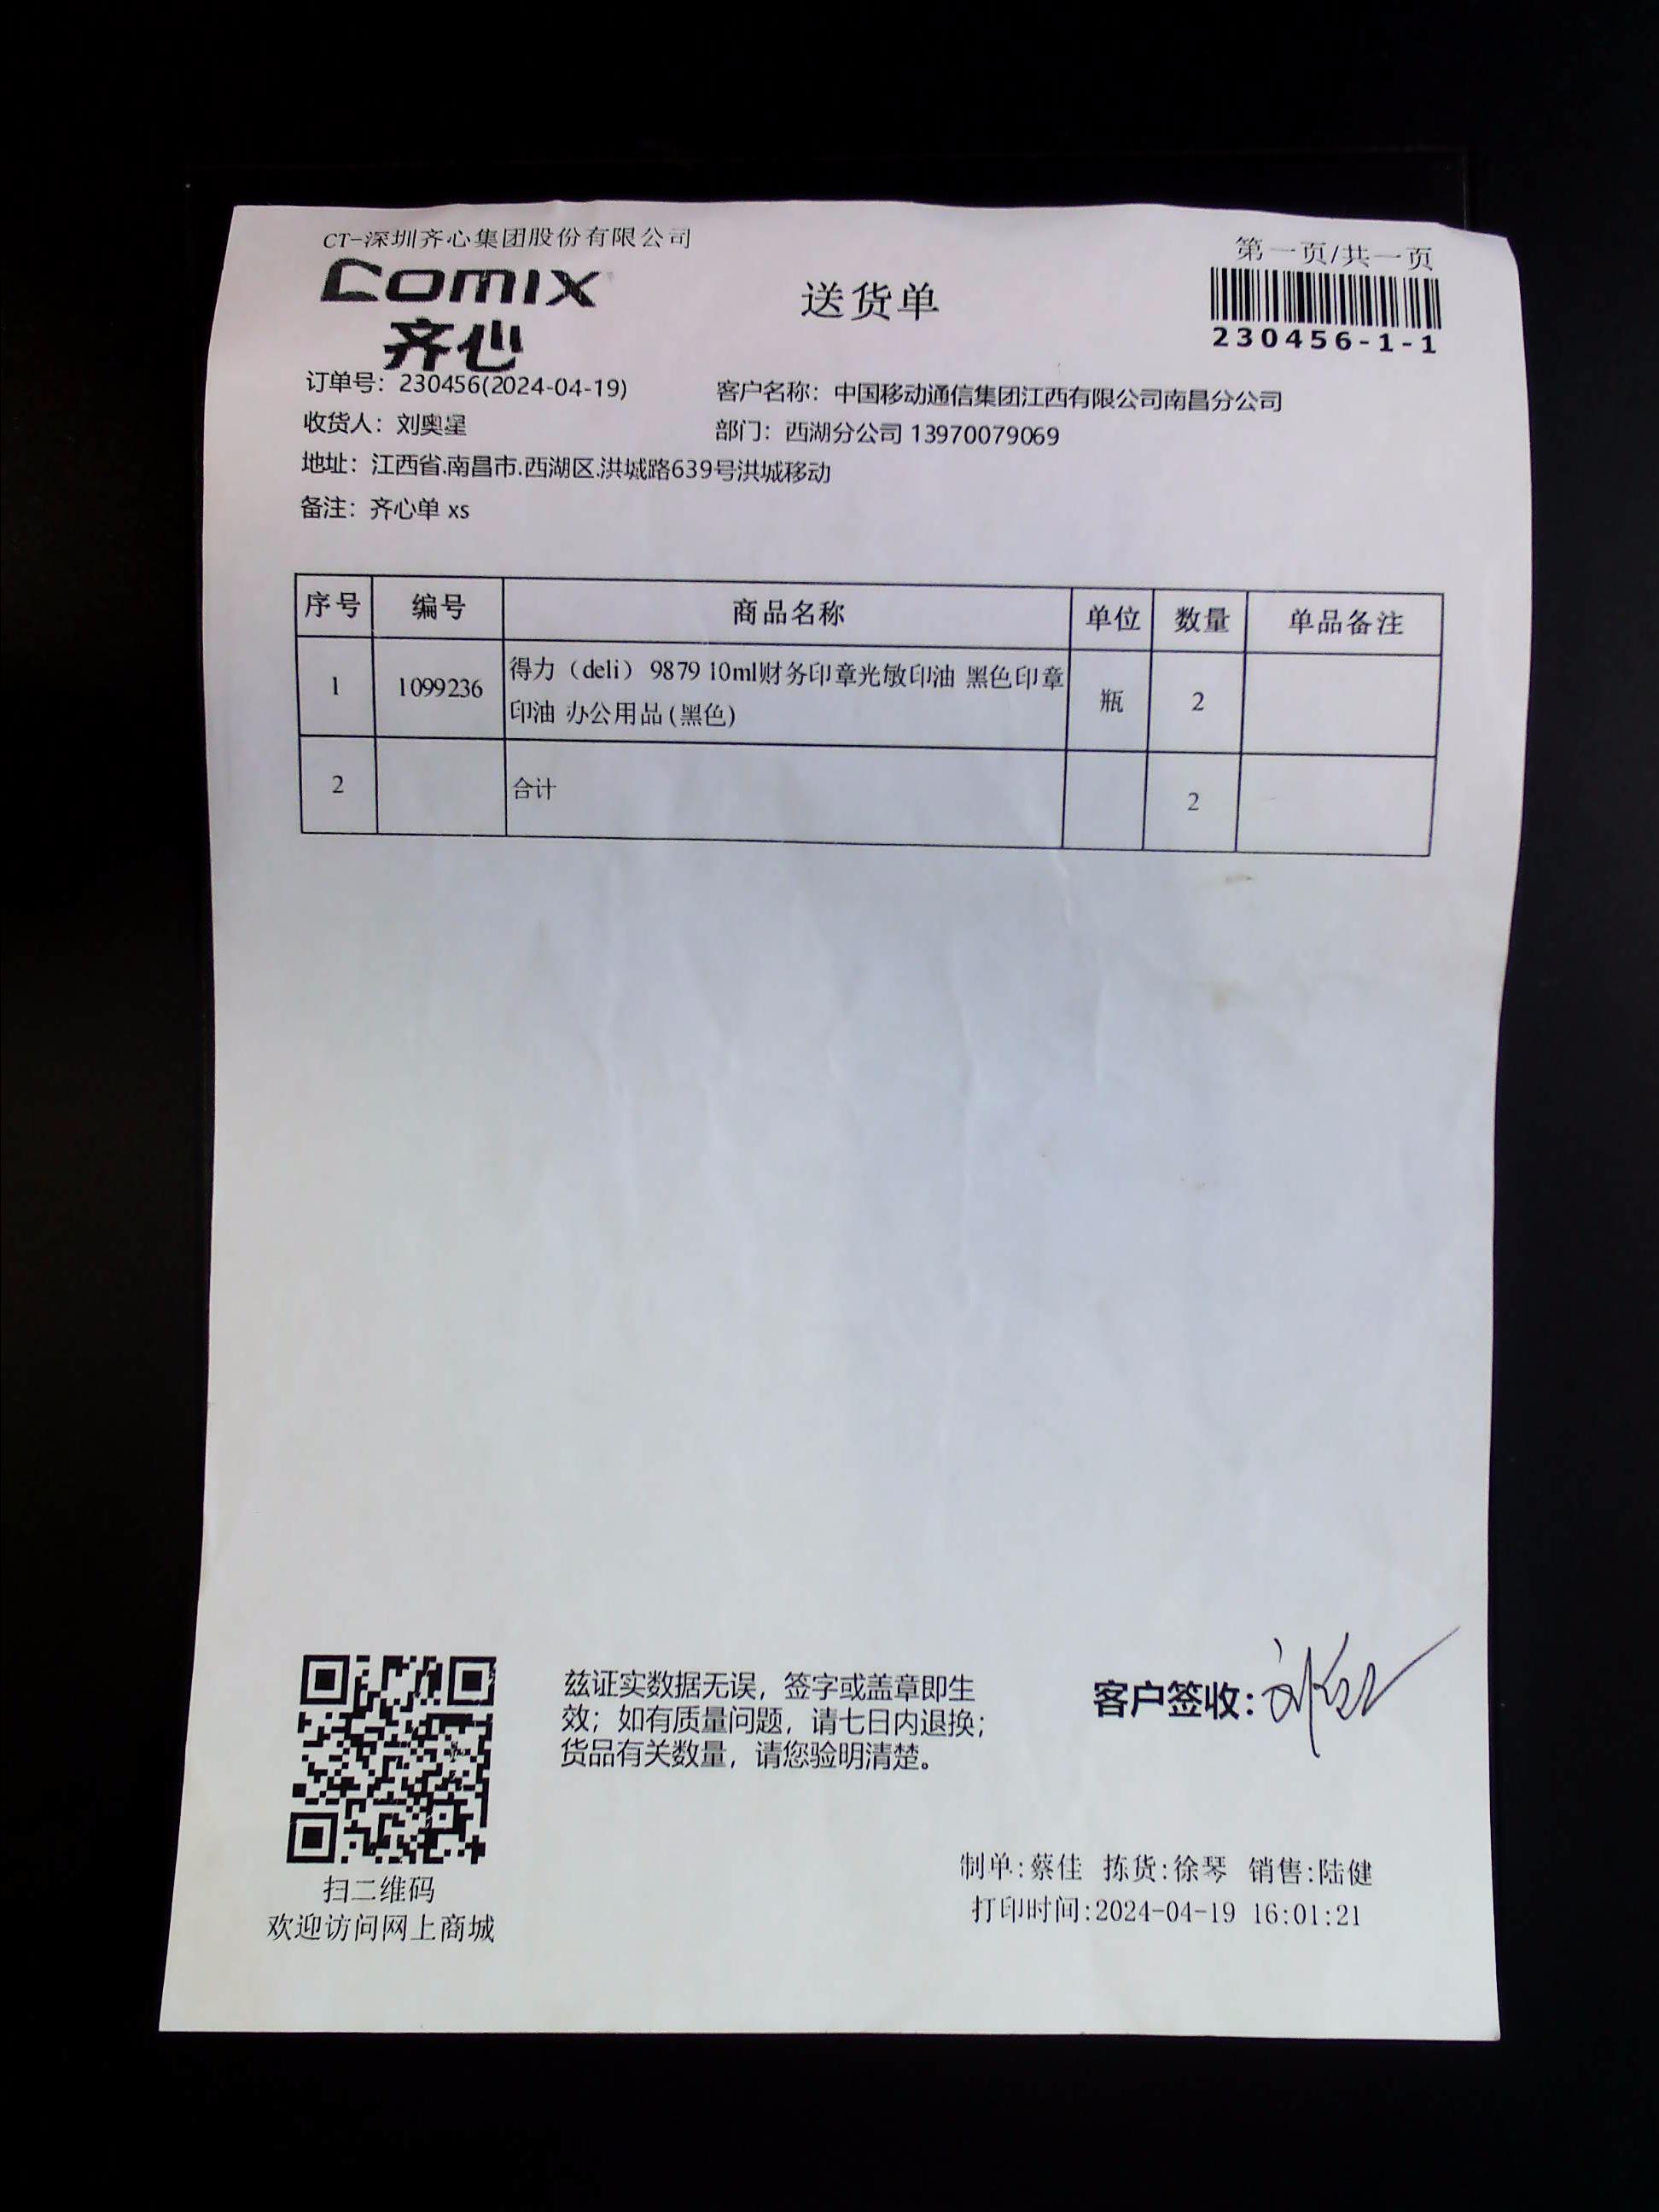 CT-深圳齐心集团股份有限公司
第一页/共一页
COMIX
齐心
送货单
230456-1-1
订单号：230456(2024-04-19)
客户名称：中国移动通信集团江西有限公司南昌分公司
收货人：刘奥星
部门：西湖分公司 13970079069
地址：江西省.南昌市.西湖区.洪城路639号洪城移动
备注：齐心单 xs
序号 编号 商品名称 单位 数量 单品备注
1 1099236 得力（deli） 9879 10ml财务印章光敏印油 黑色印章 瓶 2
印油 办公用品(黑色)
2 合计 2
兹证实数据无误，签字或盖章即生
效；如有质量问题，请七日内退换；
货品有关数量，请您验明清楚。
客户签收:
扫二维码
欢迎访问网上商城
制单:蔡佳 拣货:徐琴 销售:陆健
打印时间:2024-04-19 16:01:21